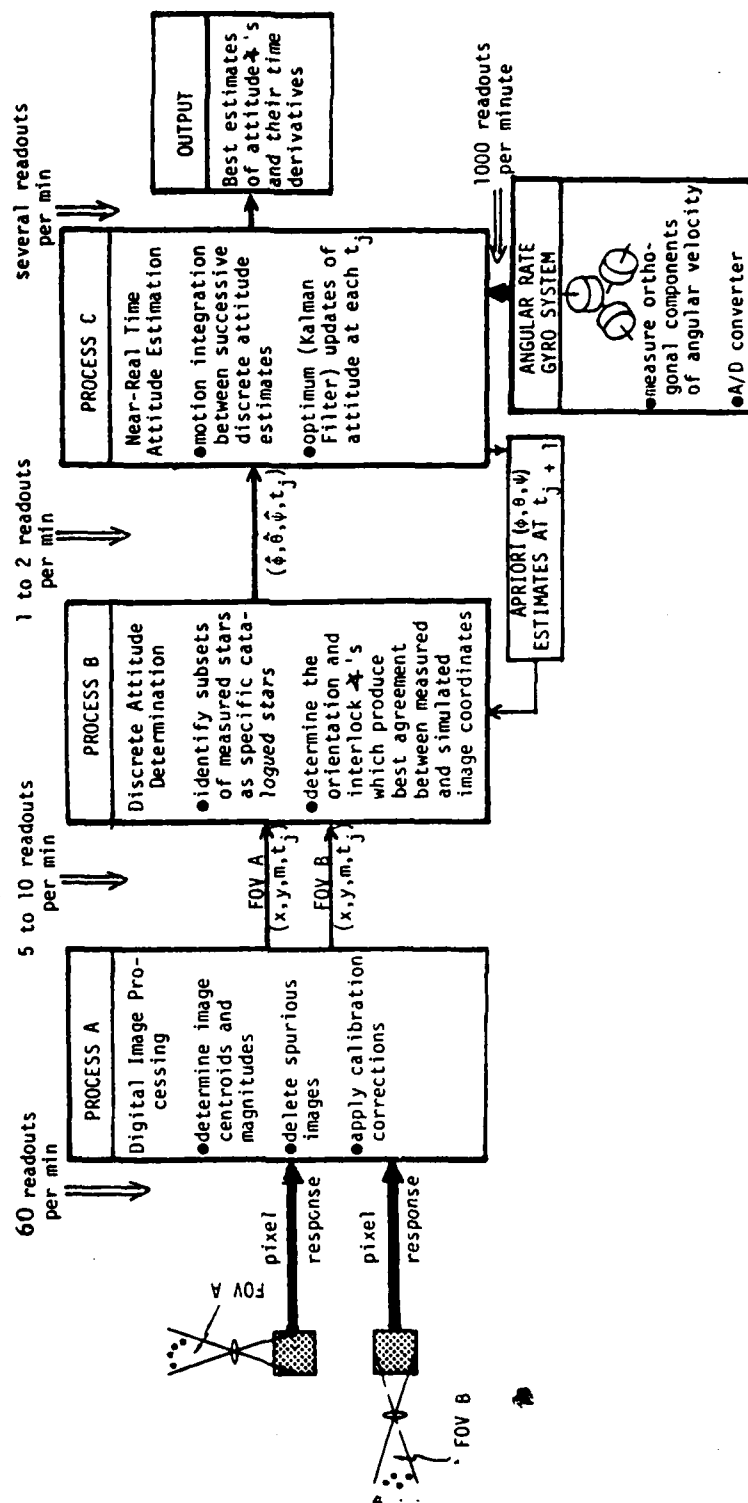 60 readouts
per min
5 to 10 readouts
per min
1 to 2 readouts
per min
several readouts
per min
FOV A
pixel
response
pixel
response
FOV B
PROCESS A
Digital Image Pro-
cessing
●determine image
centroids and
magnitudes
●delete spurious
images
●apply calibration
corrections
FOV A
(x,y,m,t_j)
FOV B
(x,y,m,t_j)
PROCESS B
Discrete Attitude
Determination
●identify subsets
of measured stars
as specific cata-
logued stars
●determine the
orientation and
interlock ∡'s
which produce
best agreement
between measured
and simulated
image coordinates
(φ̂,θ̂,ψ̂,t_j)
APRIORI (φ,θ,ψ)
ESTIMATES AT t_j + 1
PROCESS C
Near-Real Time
Attitude Estimation
●motion integration
between successive
discrete attitude
estimates
●optimum (Kalman
Filter) updates of
attitude at each t_j
OUTPUT
Best estimates
of attitude ∡'s
and their time
derivatives
1000 readouts
per minute
ANGULAR RATE
GYRO SYSTEM
●measure ortho-
gonal components
of angular velocity
●A/D converter